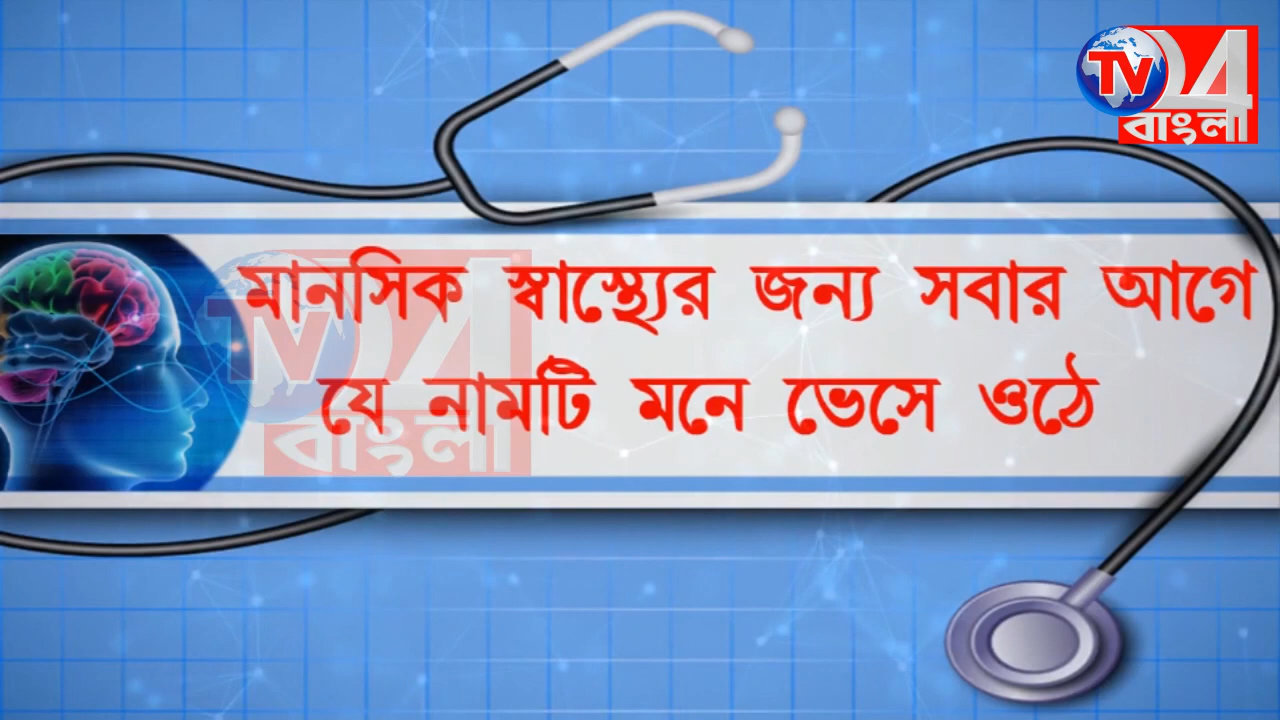 TV 24
বাংলা
মানসিক স্বাস্থ্যের জন্য সবার আগে
যে নামটি মনে ভেসে ওঠে
TV 24
বাংলা